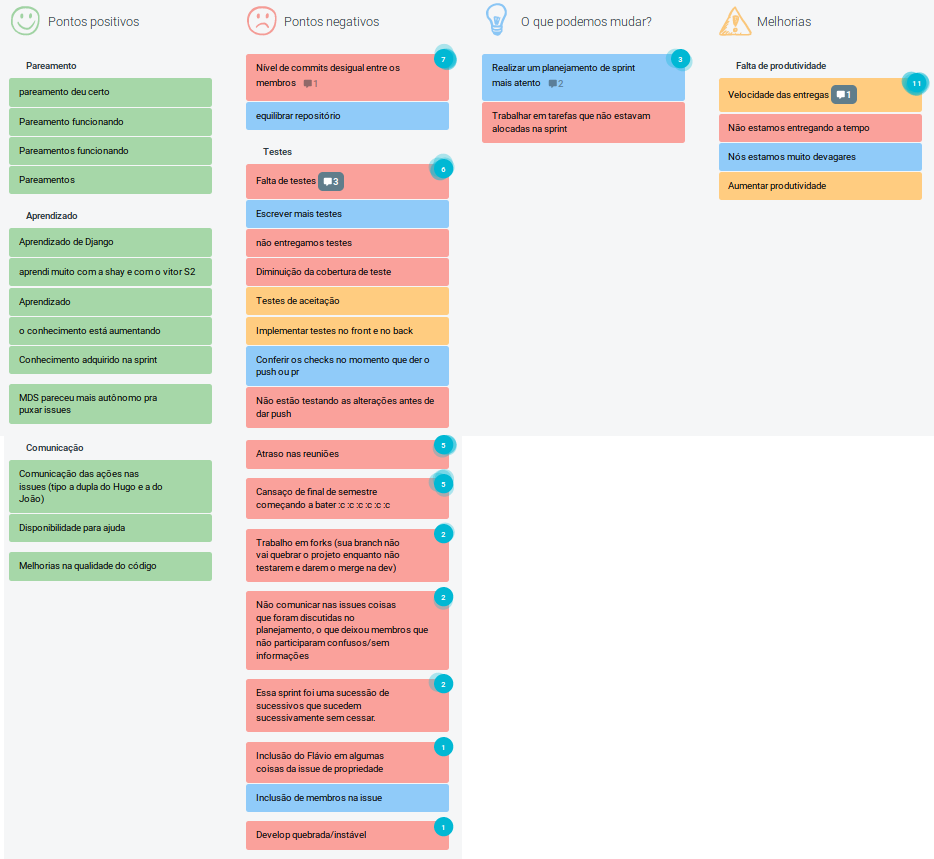 Pontos positivos
Pareamento
pareamento deu certo
Pareamento funcionando
Pareamentos funcionando
Pareamentos
Aprendizado
Aprendizado de Django
aprendi muito com a shay e com o vitor S2
Aprendizado
o conhecimento está aumentando
Conhecimento adquirido na sprint
MDS pareceu mais autônomo pra
puxar issues
Comunicação
Comunicação das ações nas
issues (tipo a dupla do Hugo e a do
João)
Disponibilidade para ajuda
Melhorias na qualidade do código
Pontos negativos
7
Nível de commits desigual entre os
membros 1
equilibrar repositório
Testes
6
Falta de testes 3
Escrever mais testes
não entregamos testes
Diminuição da cobertura de teste
Testes de aceitação
Implementar testes no front e no back
Conferir os checks no momento que der o
push ou pr
Não estão testando as alterações antes de
dar push
5
Atraso nas reuniões
5
Cansaço de final de semestre
começando a bater :c :c :c :c :c :c
2
Trabalho em forks (sua branch não
vai quebrar o projeto enquanto não
testarem e darem o merge na dev)
2
Não comunicar nas issues coisas
que foram discutidas no
planejamento, o que deixou membros que
não participaram confusos/sem
informações
2
Essa sprint foi uma sucessão de
sucessivos que sucedem
sucessivamente sem cessar.
1
Inclusão do Flávio em algumas
coisas da issue de propriedade
Inclusão de membros na issue
1
Develop quebrada/instável
O que podemos mudar?
3
Realizar um planejamento de sprint
mais atento 2
Trabalhar em tarefas que não estavam
alocadas na sprint
Melhorias
Falta de produtividade
11
Velocidade das entregas 1
Não estamos entregando a tempo
Nós estamos muito devagares
Aumentar produtividade